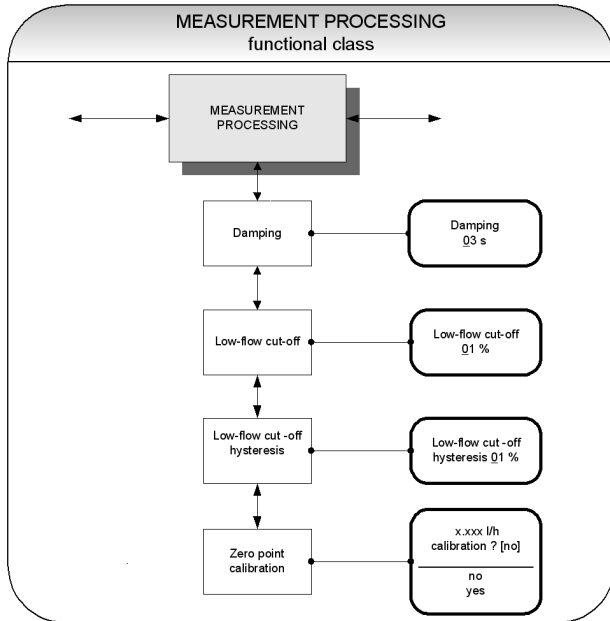 MEASUREMENT PROCESSING
functional class
MEASUREMENT
PROCESSING
Damping
Damping
03 s
Low-flow cut-off
Low-flow cut-off
01 %
Low-flow cut -off
hysteresis
Low-flow cut -off
hysteresis 01 %
Zero point
calibration
x.xxx l/h
calibration ? [no]
no
yes